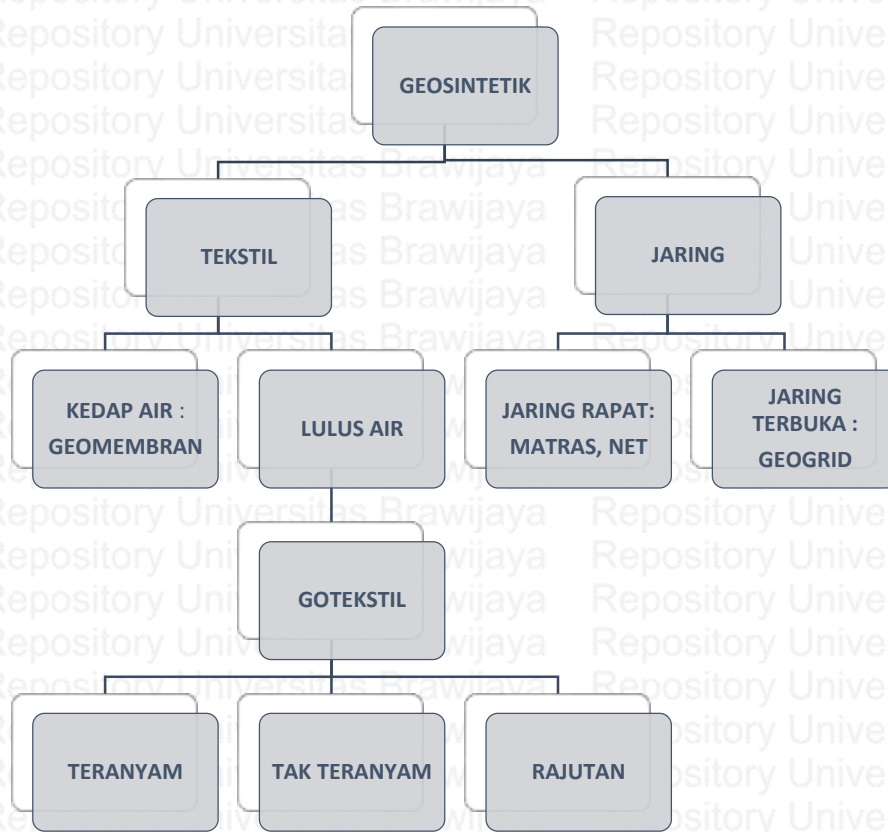 GEOSINTETIK
TEKSTIL
JARING
KEDAP AIR :
GEOMEMBRAN
LULUS AIR
JARING RAPAT:
MATRAS, NET
JARING
TERBUKA :
GEOGRID
GOTEKSTIL
TERANYAM
TAK TERANYAM
RAJUTAN